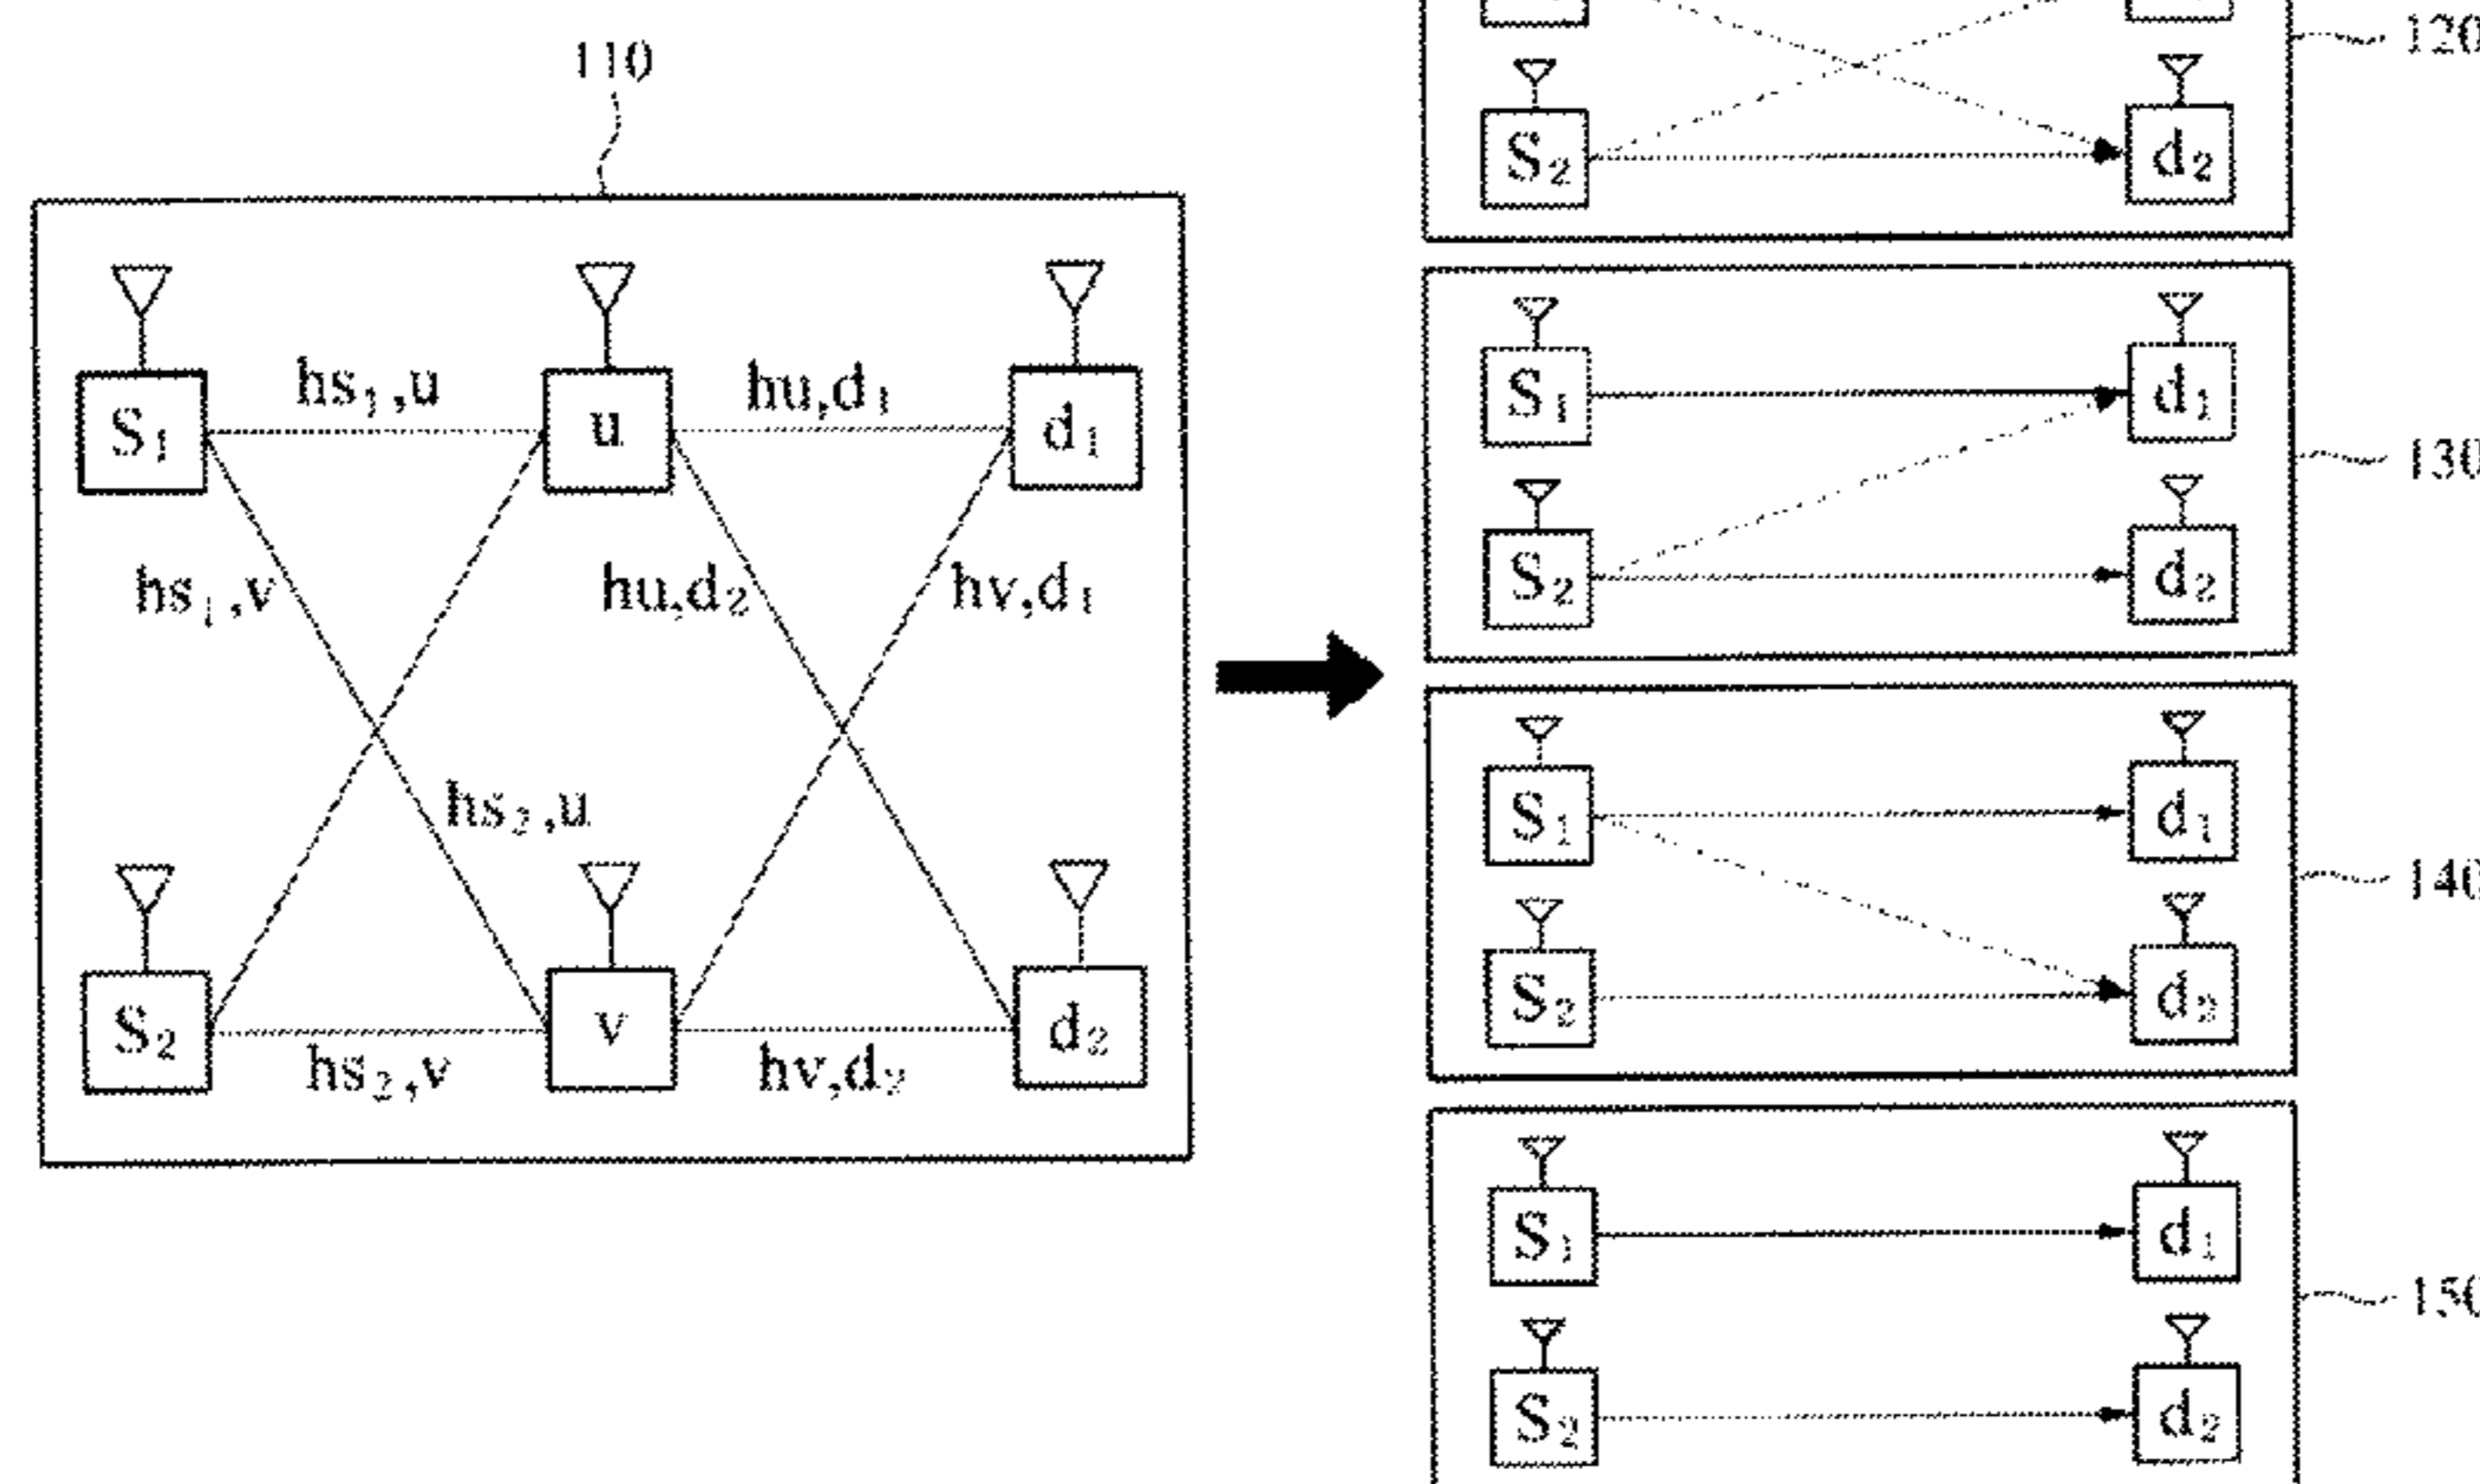 110
S₁ hs₁,u u hu,d₁ d₁
hs₁,v hu,d₂ hv,d₁
hs₂,u
S₂ hs₂,v v hv,d₂ d₂
120
S₂ d₂
S₁ d₁
130
S₂ d₂
S₁ d₁
140
S₂ d₂
S₁ d₁
150
S₂ d₂